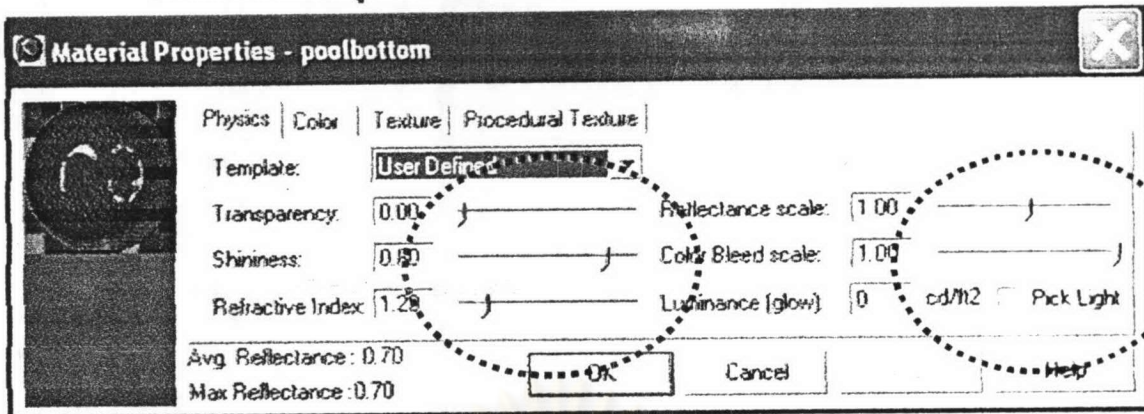 Material Properties - poolbottom
Physics Color Texture Procedural Texture
Template: User Defined
Transparency: 0.00 Reflectance scale: 1.00
Shininess: 0.80 Color Bleed scale: 1.00
Refractive Index: 1.28 Luminance (glow) 0 cd/ft2 Pick Light
Avg. Reflectance : 0.70
Max Reflectance :0.70
OK Cancel Help